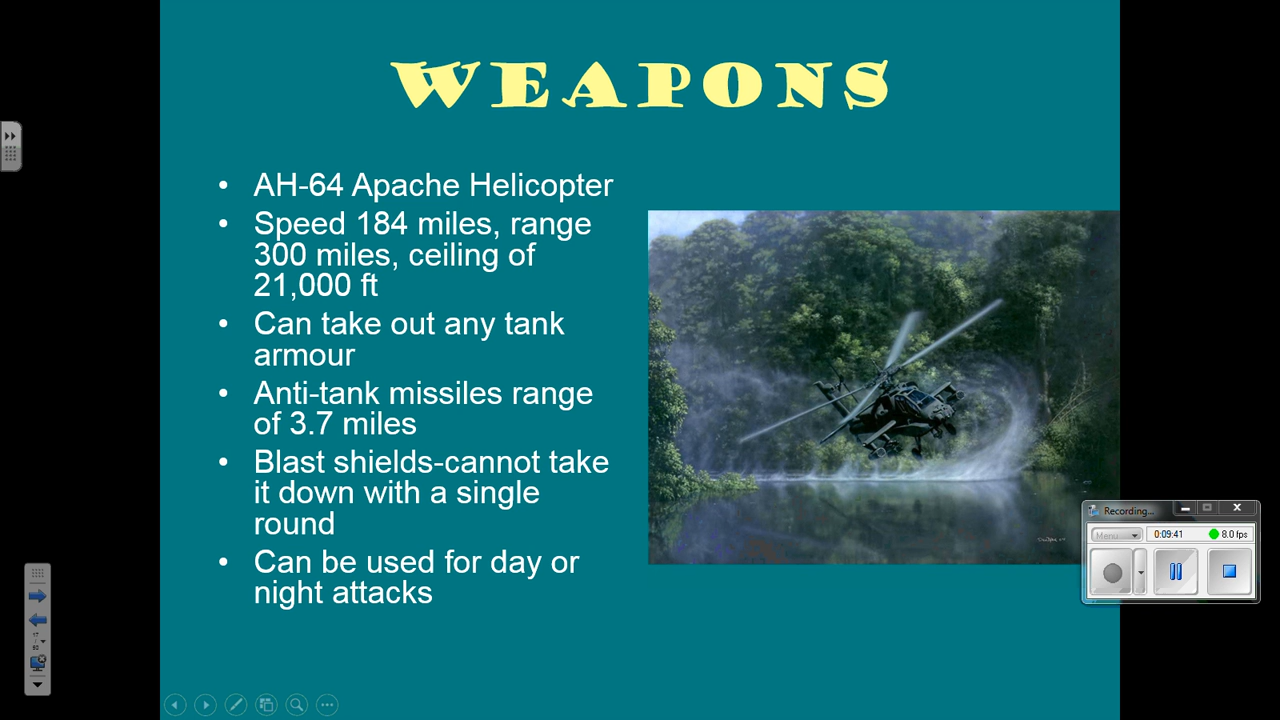 WEAPONS
• AH-64 Apache Helicopter
• Speed 184 miles, range
300 miles, ceiling of
21,000 ft
• Can take out any tank
armour
• Anti-tank missiles range
of 3.7 miles
• Blast shields-cannot take
it down with a single
round
• Can be used for day or
night attacks
Recording...
Menu
0:09:41
8.0 fps